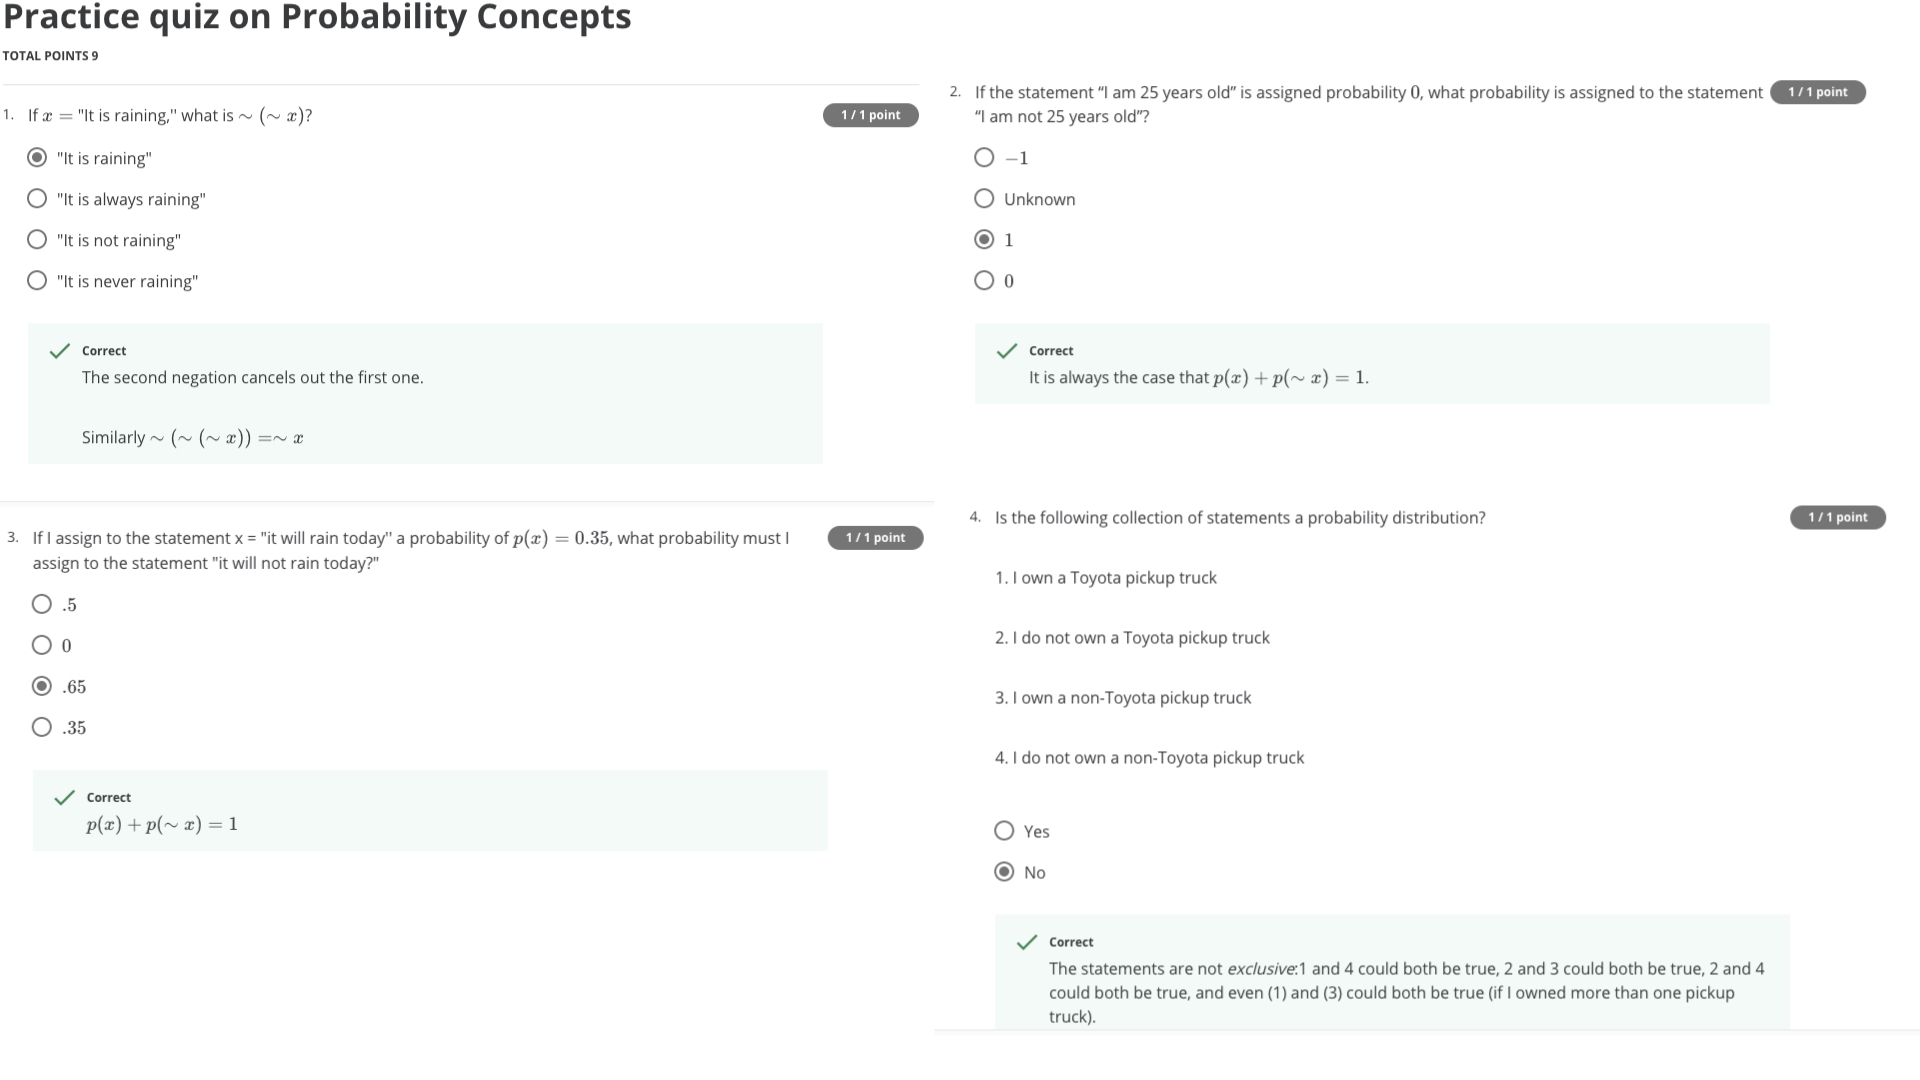 Practice quiz on Probability Concepts
TOTAL POINTS 9
1. If x = "It is raining," what is ∼ (∼ x)?
1 / 1 point
"It is raining"
"It is always raining"
"It is not raining"
"It is never raining"
Correct
The second negation cancels out the first one.
Similarly ∼ (∼ (∼ x)) =∼ x
2. If the statement “I am 25 years old” is assigned probability 0, what probability is assigned to the statement
“I am not 25 years old”?
1 / 1 point
−1
Unknown
1
0
Correct
It is always the case that p(x) + p(∼ x) = 1.
3. If I assign to the statement x = "it will rain today'' a probability of p(x) = 0.35, what probability must I
assign to the statement "it will not rain today?"
1 / 1 point
.5
0
.65
.35
Correct
p(x) + p(∼ x) = 1
4. Is the following collection of statements a probability distribution?
1 / 1 point
1. I own a Toyota pickup truck
2. I do not own a Toyota pickup truck
3. I own a non-Toyota pickup truck
4. I do not own a non-Toyota pickup truck
Yes
No
Correct
The statements are not exclusive:1 and 4 could both be true, 2 and 3 could both be true, 2 and 4
could both be true, and even (1) and (3) could both be true (if I owned more than one pickup
truck).